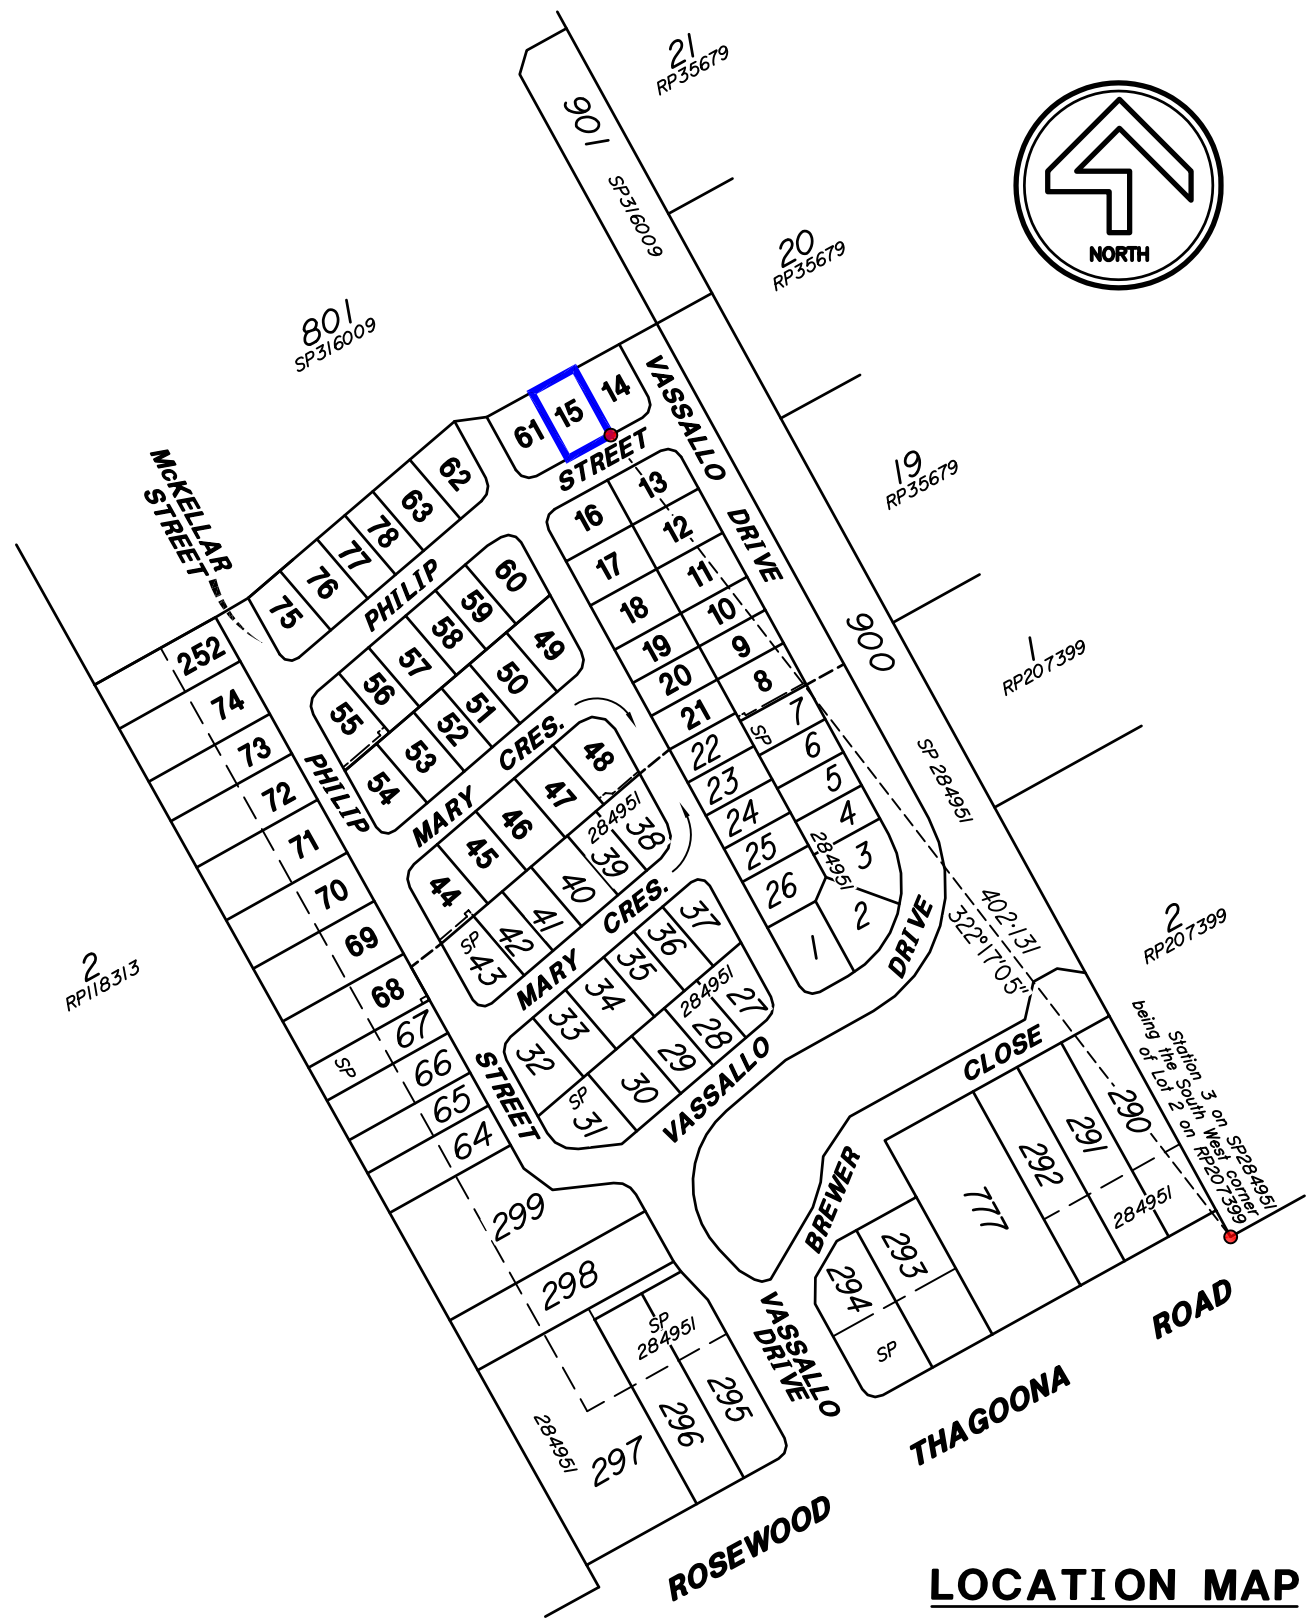 21
RP35679
901
SP316009
NORTH
20
RP35679
801
SP316009
VASSALLO
DRIVE
14
15
61
STREET
62
63
78
77
76
75
McKELLAR
STREET
PHILIP
13
16
12
17
11
18
10
19
9
20
8
21
19
RP35679
900
1
RP207399
60
59
58
57
56
55
49
50
51
52
53
54
252
74
73
72
71
70
69
68
67
SP
66
65
64
PHILIP
STREET
MARY CRES.
48
47
46
45
44
284951
38
39
40
41
42
SP
43
MARY CRES.
7
SP
6
22
5
23
4
24
3
25
284951
26
2
1
DRIVE
SP 284951
402·131
322°17'05"
2
RP207399
2
RP118313
37
36
35
34
33
32
284951
27
28
29
30
SP
31
VASSALLO
CLOSE
BREWER
Station 3 on SP284951
being the South West corner
of Lot 2 on RP207399
290
291
292
284951
777
293
294
SP
299
298
SP
284951
295
296
297
284951
VASSALLO
DRIVE
ROSEWOOD
THAGOONA
ROAD
LOCATION MAP